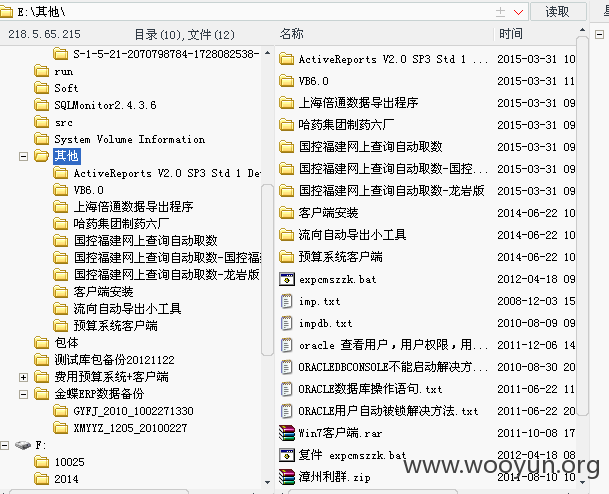 E:\其他\
读取
218.5.65.215
目录(10),文件(12)
名称
时间
S-1-5-21-2070798784-1728082538-
run
Soft
SQLMonitor2.4.3.6
src
System Volume Information
其他
ActiveReports V2.0 SP3 Std 1 De
VB6.0
上海倍通数据导出程序
哈药集团制药六厂
国控福建网上查询自动取数
国控福建网上查询自动取数-国控福
国控福建网上查询自动取数-龙岩版
客户端安装
流向自动导出小工具
预算系统客户端
包体
测试库包备份20121122
费用预算系统+客户端
金蝶ERP数据备份
GYFJ_2010_1002271330
XMYYZ_1205_20100227
F:
10025
2014
ActiveReports V2.0 SP3 Std 1 ... 2015-03-31 10
VB6.0 2015-03-31 11
上海倍通数据导出程序 2015-03-31 09
哈药集团制药六厂 2015-03-31 09
国控福建网上查询自动取数 2015-03-31 09
国控福建网上查询自动取数-国控... 2015-03-31 09
国控福建网上查询自动取数-龙岩版 2015-03-31 09
客户端安装 2014-06-22 10
流向自动导出小工具 2014-06-22 10
预算系统客户端 2014-06-22 10
expcmszzk.bat 2012-04-18 09
imp.txt 2008-12-03 15
impdb.txt 2010-08-09 09
oracle 查看用户，用户权限，用... 2011-12-06 14
ORACLEDBCONSOLE不能启动解决方... 2010-08-30 20
ORACLE数据库操作语句.txt 2011-06-22 11
ORACLE用户自动被锁解决方法.txt 2011-06-22 10
Win7客户端.rar 2011-10-08 17
复件 expcmszzk.bat 2012-04-18 08
漳州利群.zip 2014-08-10 10
www.wooyun.org